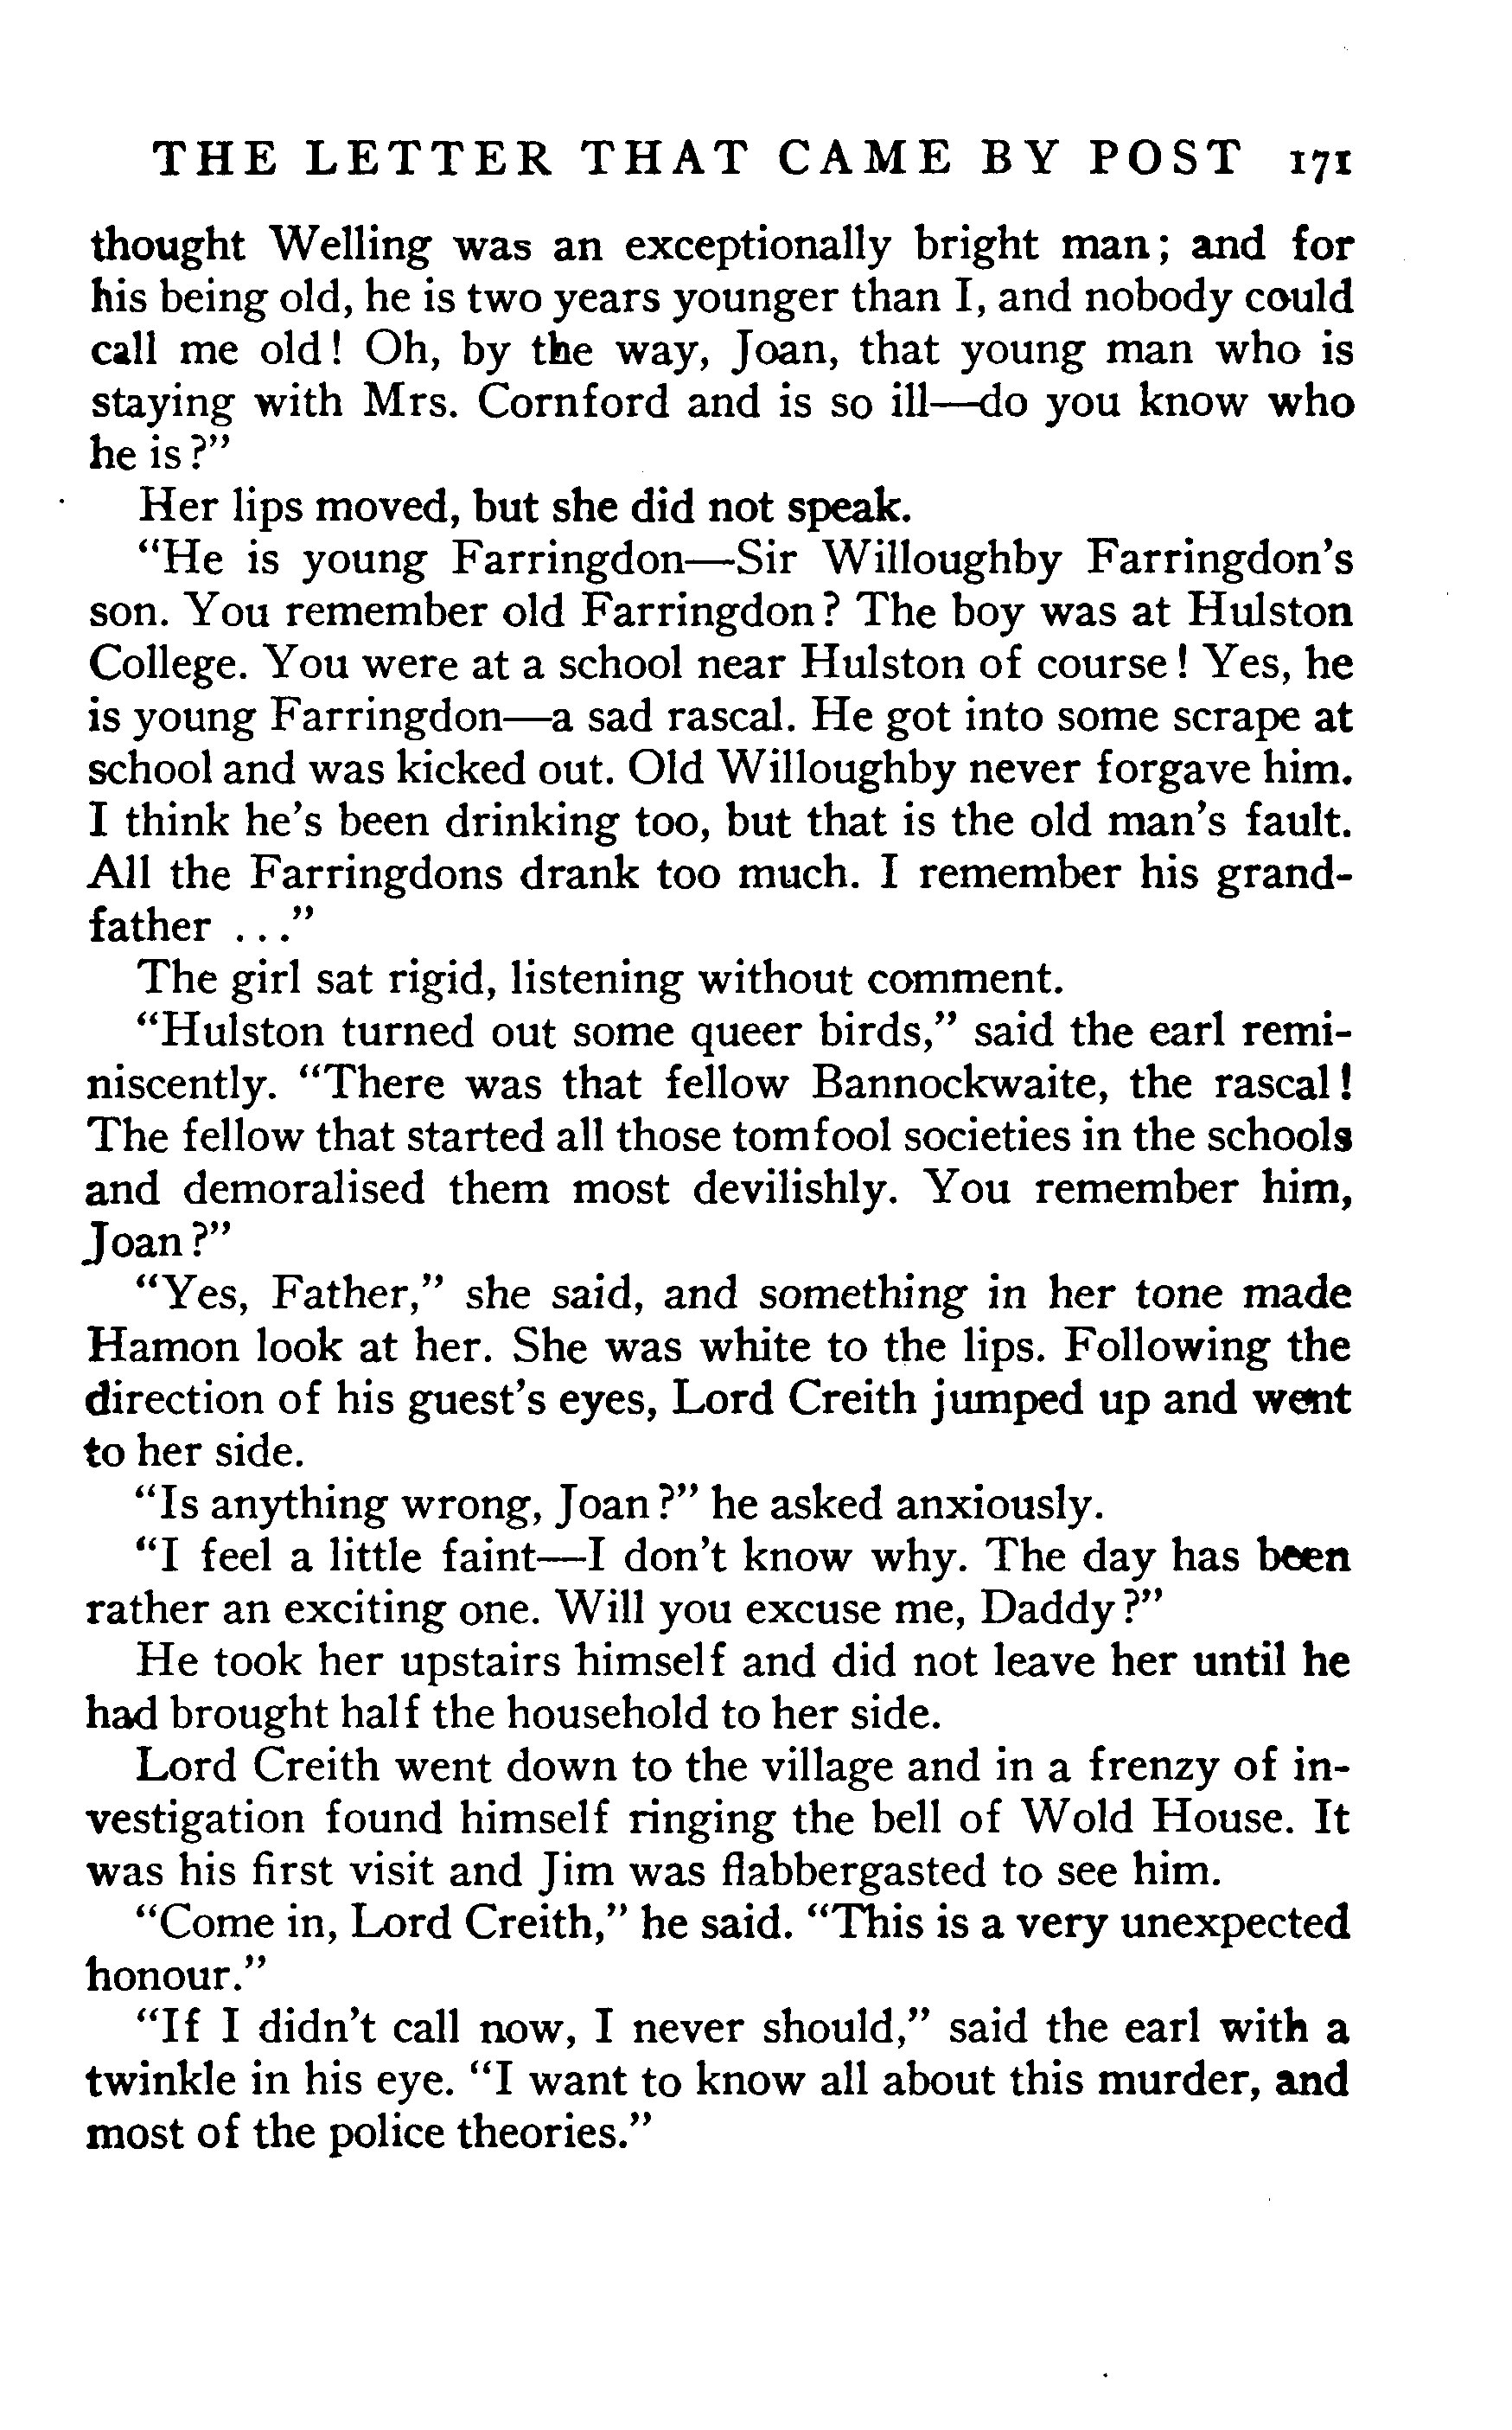 THE LETTER THAT CAME BY POST 171
thought Welling was an exceptionally bright man; and for
his being old, he is two years younger than I, and nobody could
call me old! Oh, by the way, Joan, that young man who is
staying with Mrs. Cornford and is so ill—do you know who
he is?"
Her lips moved, but she did not speak.
"He is young Farringdon—Sir Willoughby Farringdon's
son. You remember old Farringdon? The boy was at Hulston
College. You were at a school near Hulston of course! Yes, he
is young Farringdon—a sad rascal. He got into some scrape at
school and was kicked out. Old Willoughby never forgave him.
I think he's been drinking too, but that is the old man's fault.
All the Farringdons drank too much. I remember his grand-
father ..."
The girl sat rigid, listening without comment.
"Hulston turned out some queer birds," said the earl remi-
niscently. "There was that fellow Bannockwaite, the rascal!
The fellow that started all those tomfool societies in the schools
and demoralised them most devilishly. You remember him,
Joan?"
"Yes, Father," she said, and something in her tone made
Hamon look at her. She was white to the lips. Following the
direction of his guest's eyes, Lord Creith jumped up and went
to her side.
"Is anything wrong, Joan?" he asked anxiously.
"I feel a little faint—I don't know why. The day has been
rather an exciting one. Will you excuse me, Daddy?"
He took her upstairs himself and did not leave her until he
had brought half the household to her side.
Lord Creith went down to the village and in a frenzy of in-
vestigation found himself ringing the bell of Wold House. It
was his first visit and Jim was flabbergasted to see him.
"Come in, Lord Creith," he said. "This is a very unexpected
honour."
"If I didn't call now, I never should," said the earl with a
twinkle in his eye. "I want to know all about this murder, and
most of the police theories."